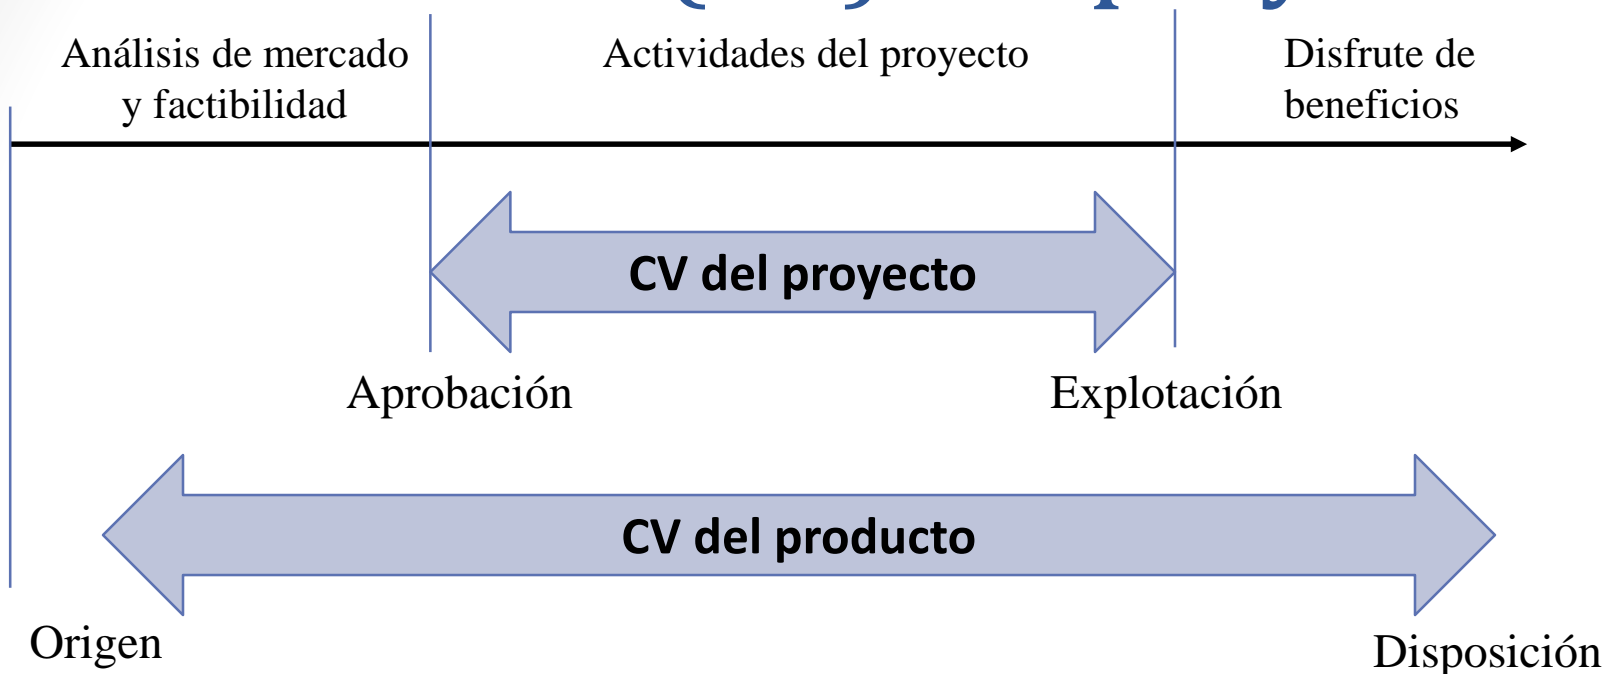 Análisis de mercado
y factibilidad
Actividades del proyecto
Disfrute de
beneficios
CV del proyecto
Aprobación
Explotación
CV del producto
Origen
Disposición